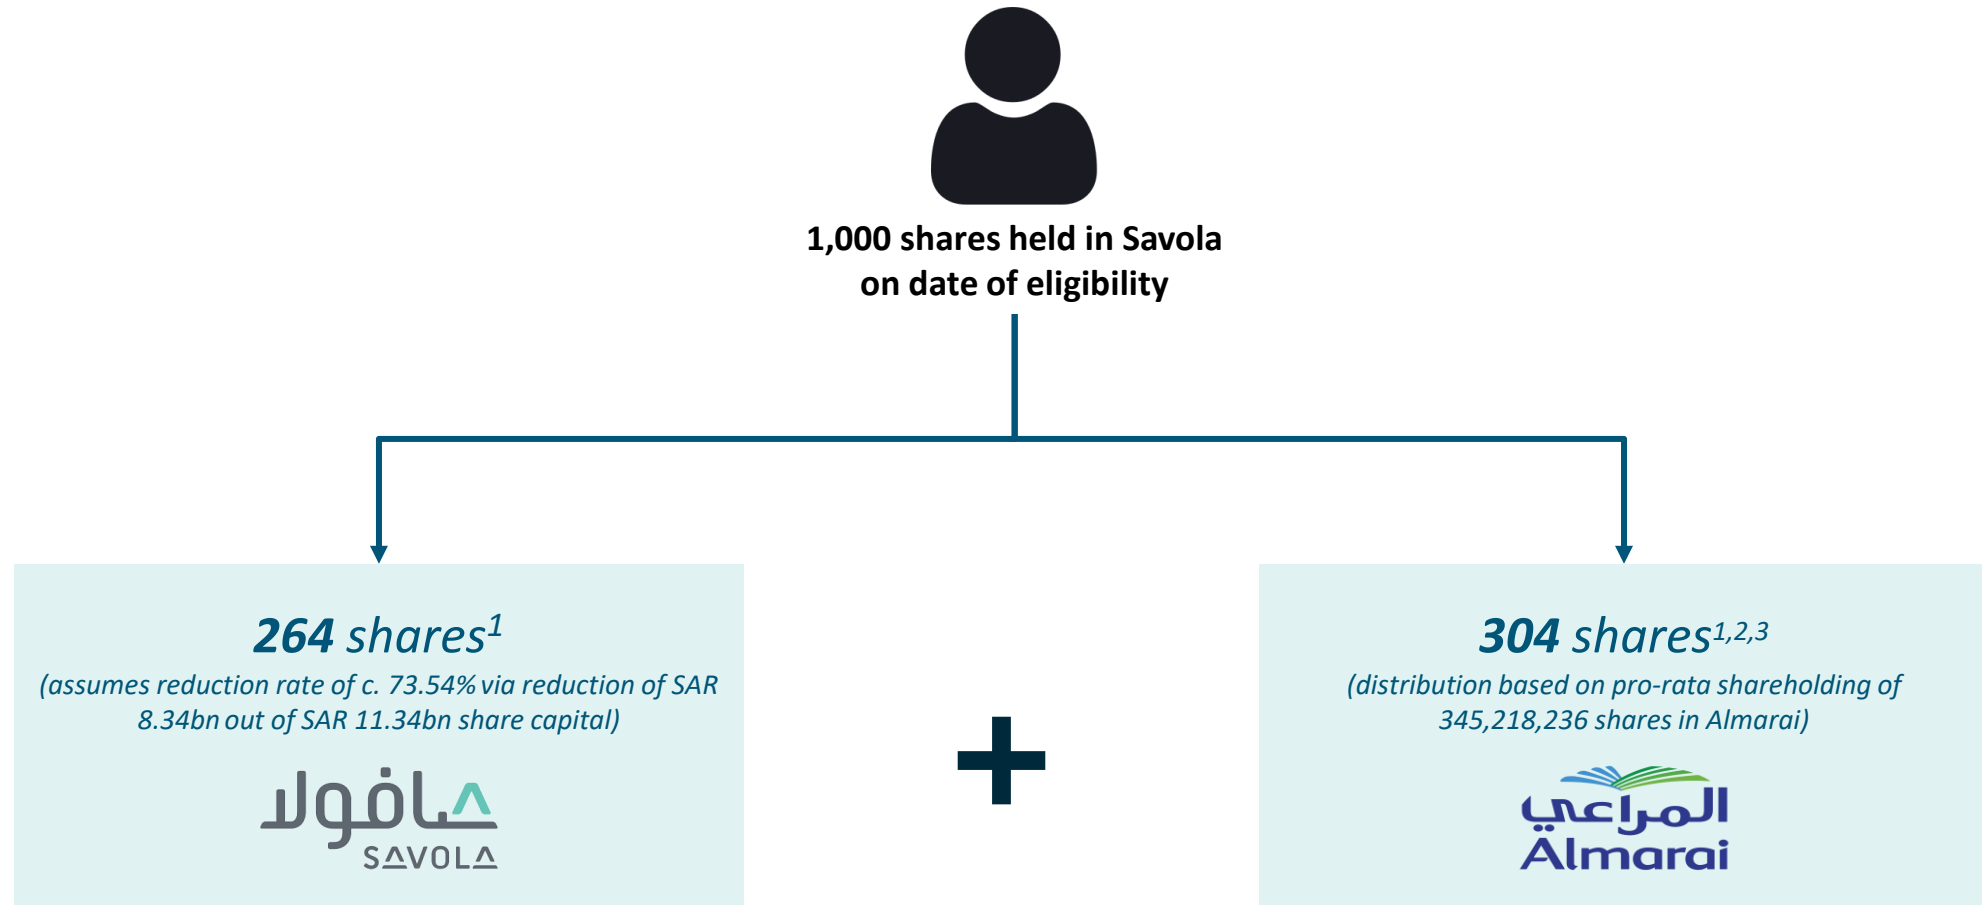 1,000 shares held in Savola
on date of eligibility
264 shares1
(assumes reduction rate of c. 73.54% via reduction of SAR
8.34bn out of SAR 11.34bn share capital)
صافولا
SAVOLA
+
304 shares1,2,3
(distribution based on pro-rata shareholding of
345,218,236 shares in Almarai)
المراعي
Almarai